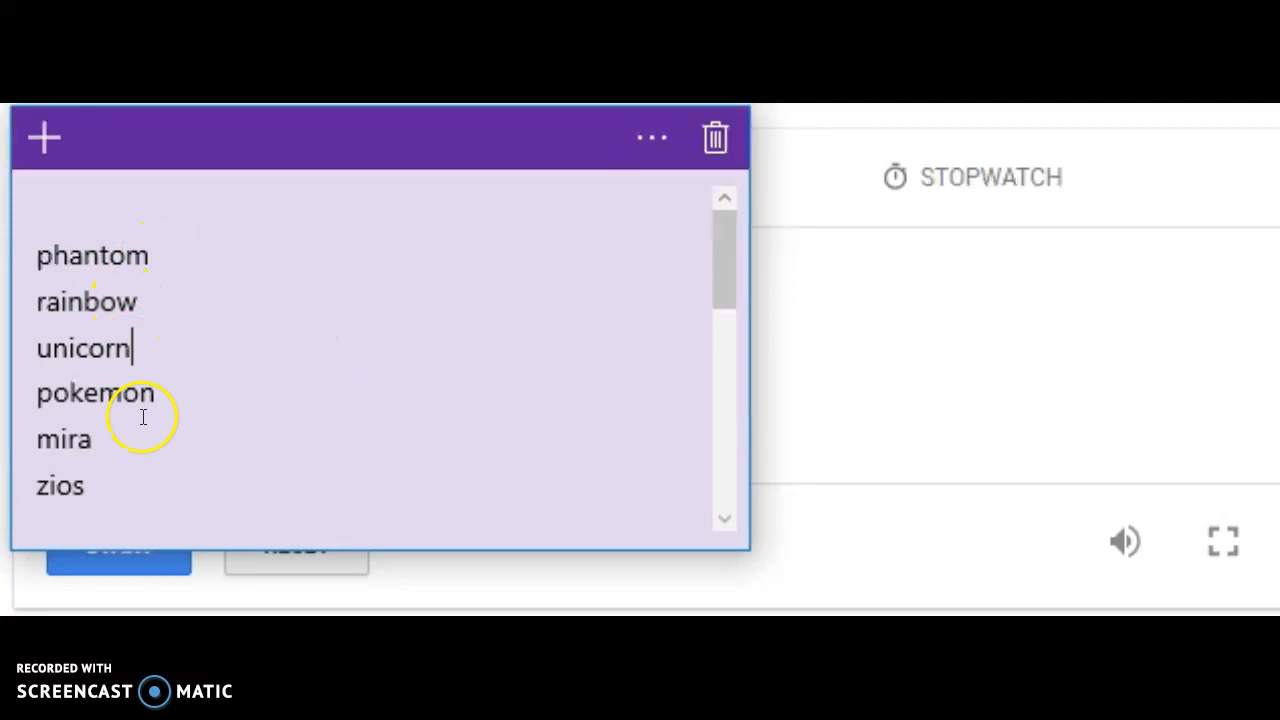 STOPWATCH
phantom
rainbow
unicorn
pokemon
mira
zios
RECORDED WITH
SCREENCAST MATIC